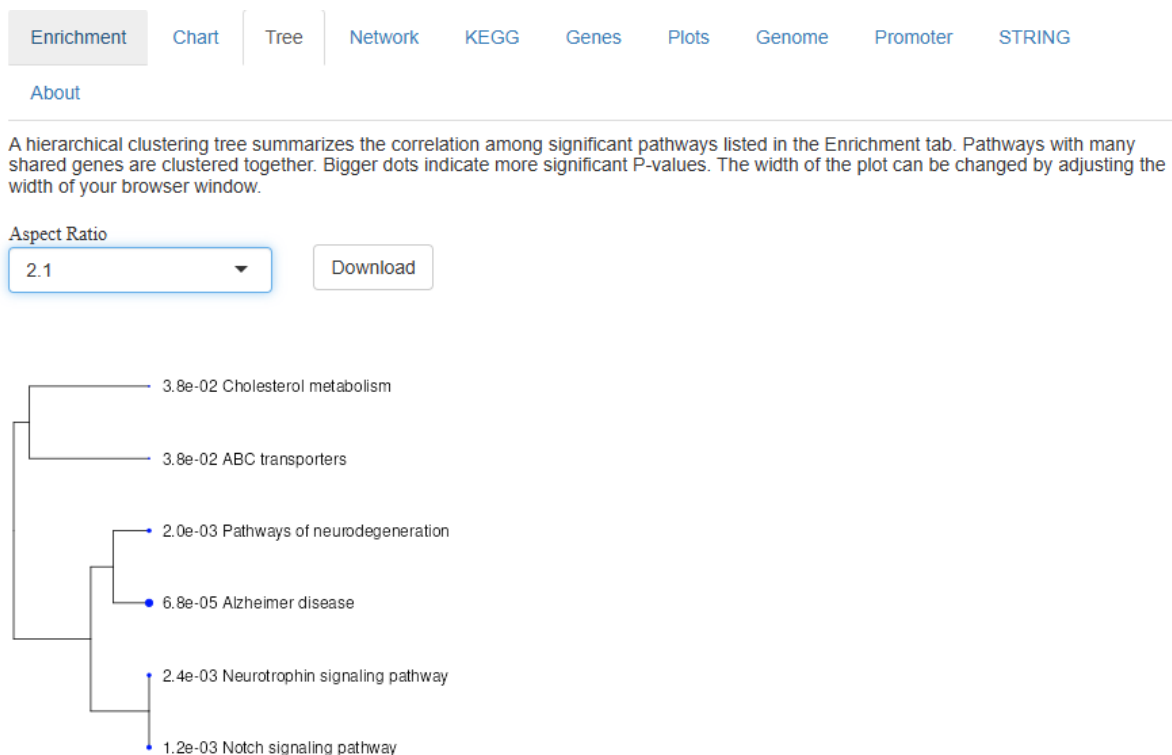 Enrichment Chart Tree Network KEGG Genes Plots Genome Promoter STRING
About
A hierarchical clustering tree summarizes the correlation among significant pathways listed in the Enrichment tab. Pathways with many
shared genes are clustered together. Bigger dots indicate more significant P-values. The width of the plot can be changed by adjusting the
width of your browser window.
Aspect Ratio
2.1 Download
3.8e-02 Cholesterol metabolism
3.8e-02 ABC transporters
2.0e-03 Pathways of neurodegeneration
6.8e-05 Alzheimer disease
2.4e-03 Neurotrophin signaling pathway
1.2e-03 Notch signaling pathway